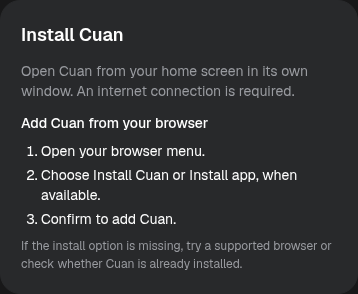 Install Cuan
Open Cuan from your home screen in its own
window. An internet connection is required.
Add Cuan from your browser
1. Open your browser menu.
2. Choose Install Cuan or Install app, when
available.
3. Confirm to add Cuan.
If the install option is missing, try a supported browser or
check whether Cuan is already installed.